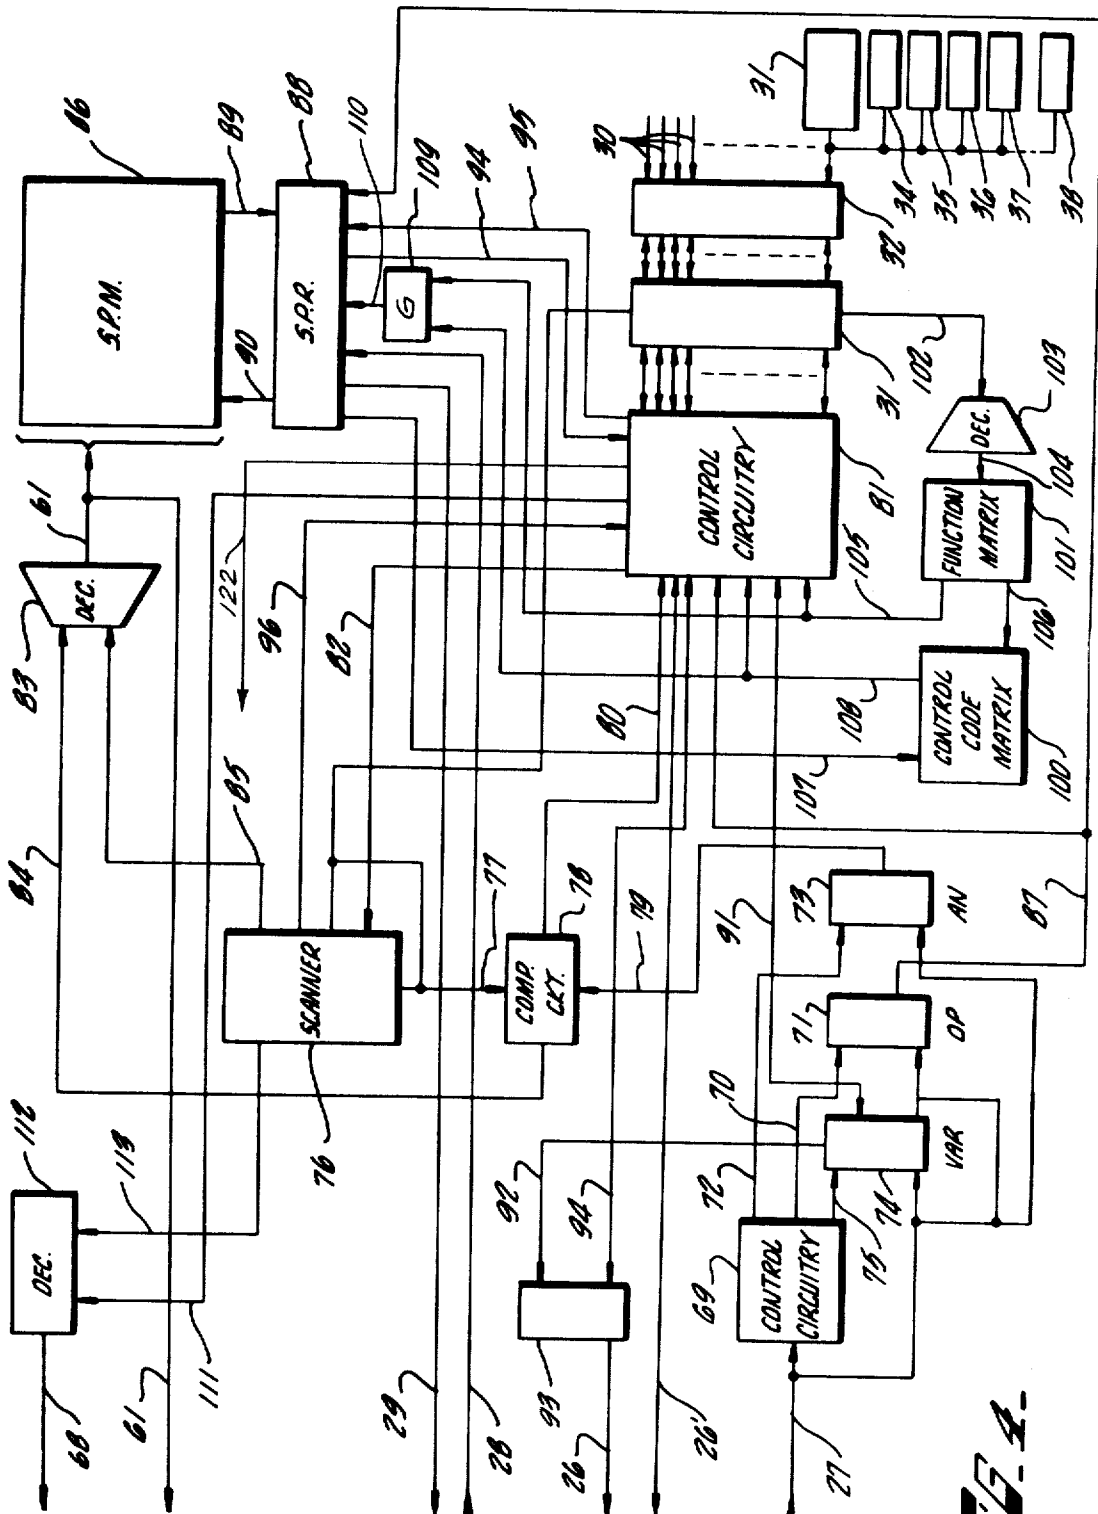 68
DEC.
112
113
61
111
84
83
DEC.
61
S.P.M.
86
90
89
122
85
76
SCANNER
96
82
29
28
S.P.R.
88
110
G
109
94
95
77
COMP.
CKT.
78
79
93
26
92
94
80
30
26'
91
CONTROL
CIRCUITRY
81
31
32
31
69
CONTROL
CIRCUITRY
72
70
75
74
VAR
71
OP
73
AN
27
107
108
105
CONTROL
CODE
MATRIX
100
106
FUNCTION
MATRIX
101
104
DEC.
103
102
34
35
36
37
38
87
FIG_4